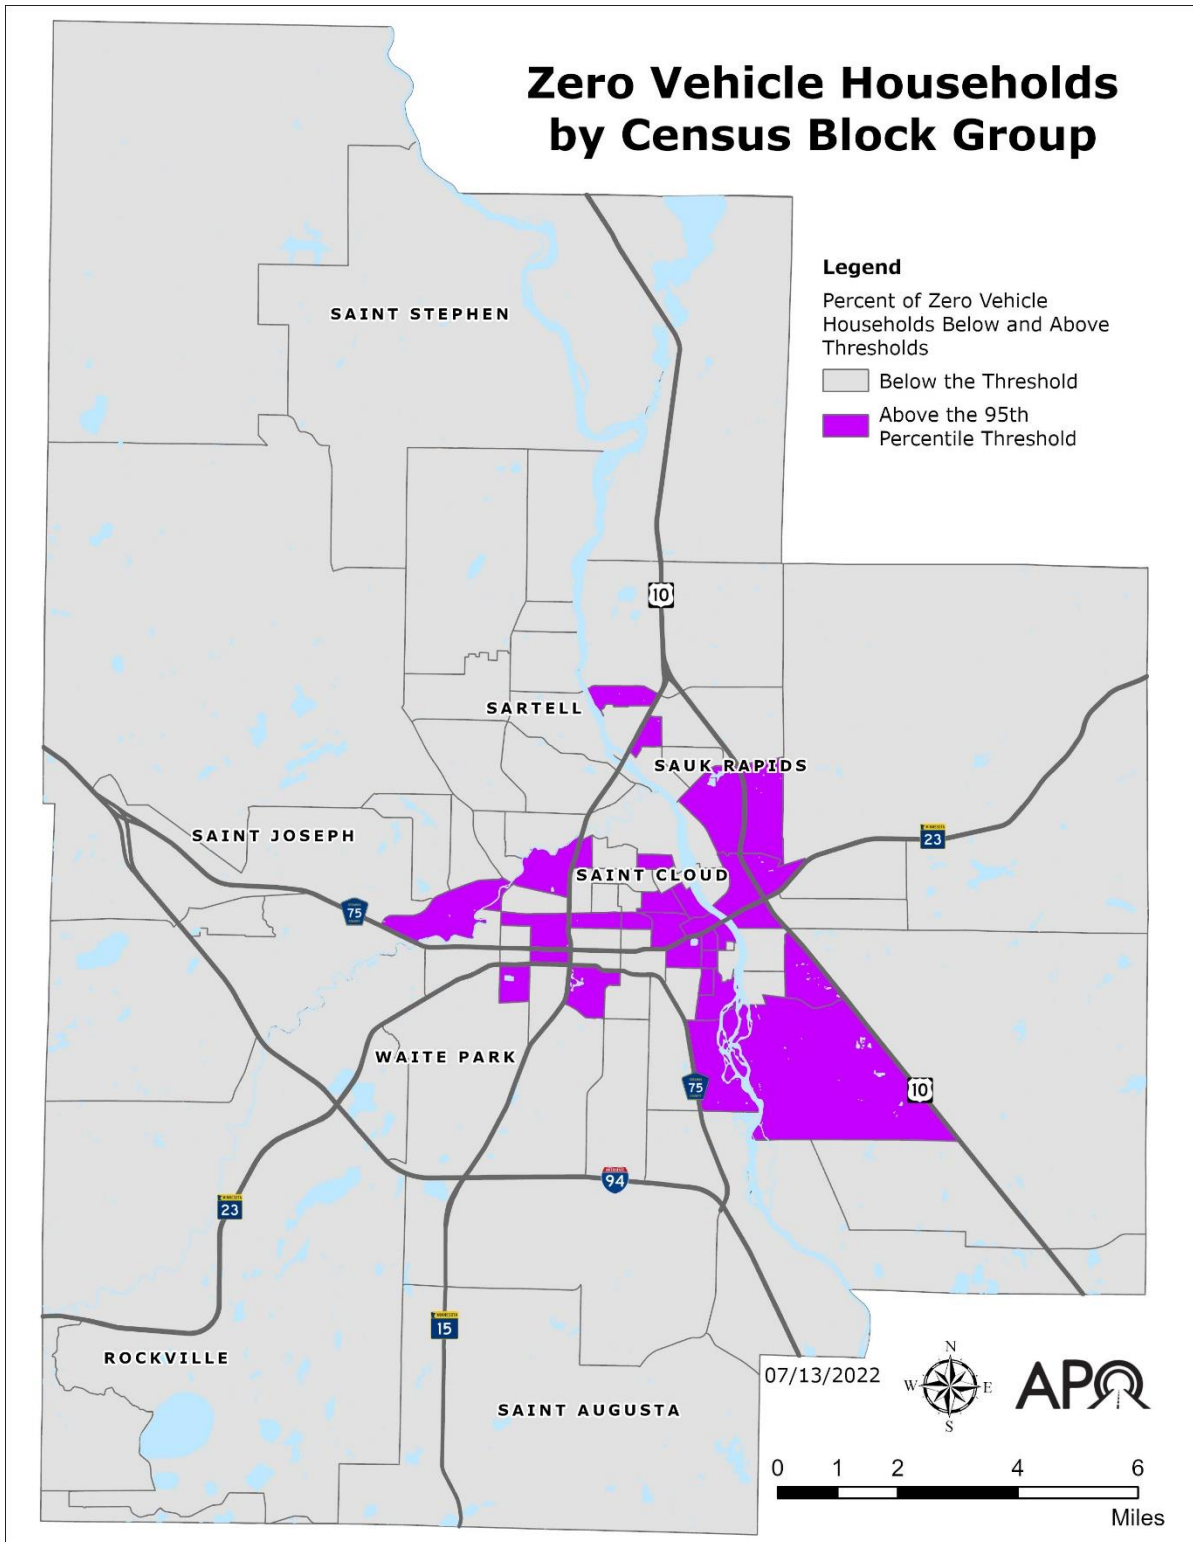 Zero Vehicle Households
by Census Block Group
Legend
Percent of Zero Vehicle
Households Below and Above
Thresholds
Below the Threshold
Above the 95th
Percentile Threshold
SAINT STEPHEN
10
SARTELL
SAUK RAPIDS
SAINT JOSEPH
23
SAINT CLOUD
75
WAITE PARK
75
10
94
23
15
ROCKVILLE
SAINT AUGUSTA
07/13/2022
N
W
E
S
APO
0 1 2 4 6
Miles